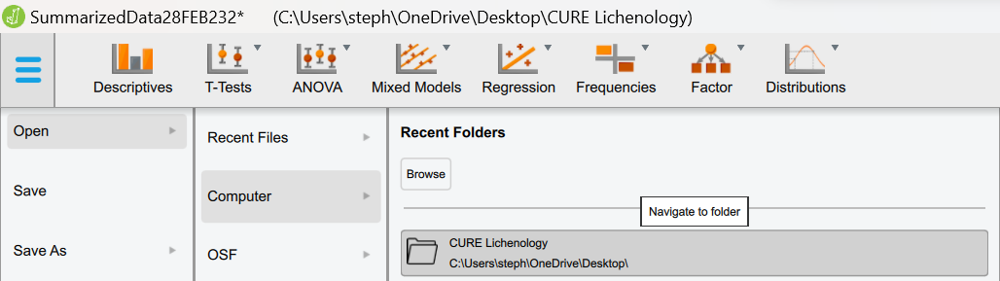 SummarizedData28FEB232* (C:\Users\steph\OneDrive\Desktop\CURE Lichenology)
Descriptives T-Tests ANOVA Mixed Models Regression Frequencies Factor Distributions
Open
Save
Save As
Recent Files
Computer
OSF
Recent Folders
Browse
Navigate to folder
CURE Lichenology
C:\Users\steph\OneDrive\Desktop\